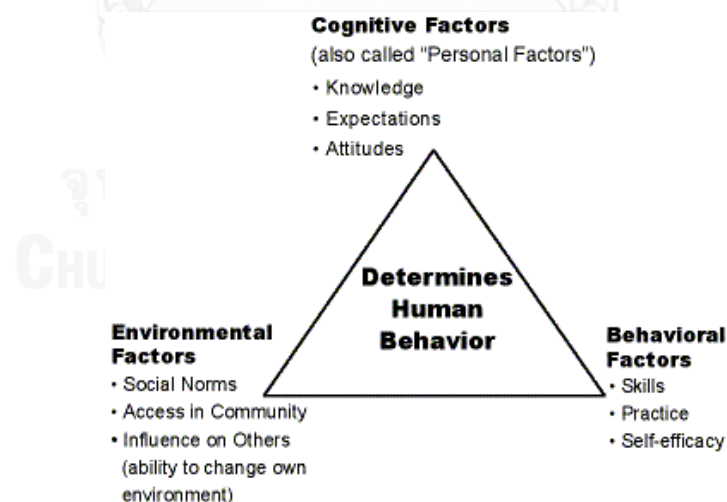 Cognitive Factors
(also called "Personal Factors")
• Knowledge
• Expectations
• Attitudes
Determines
Human
Behavior
Environmental
Factors
• Social Norms
• Access in Community
• Influence on Others
(ability to change own
environment)
Behavioral
Factors
• Skills
• Practice
• Self-efficacy